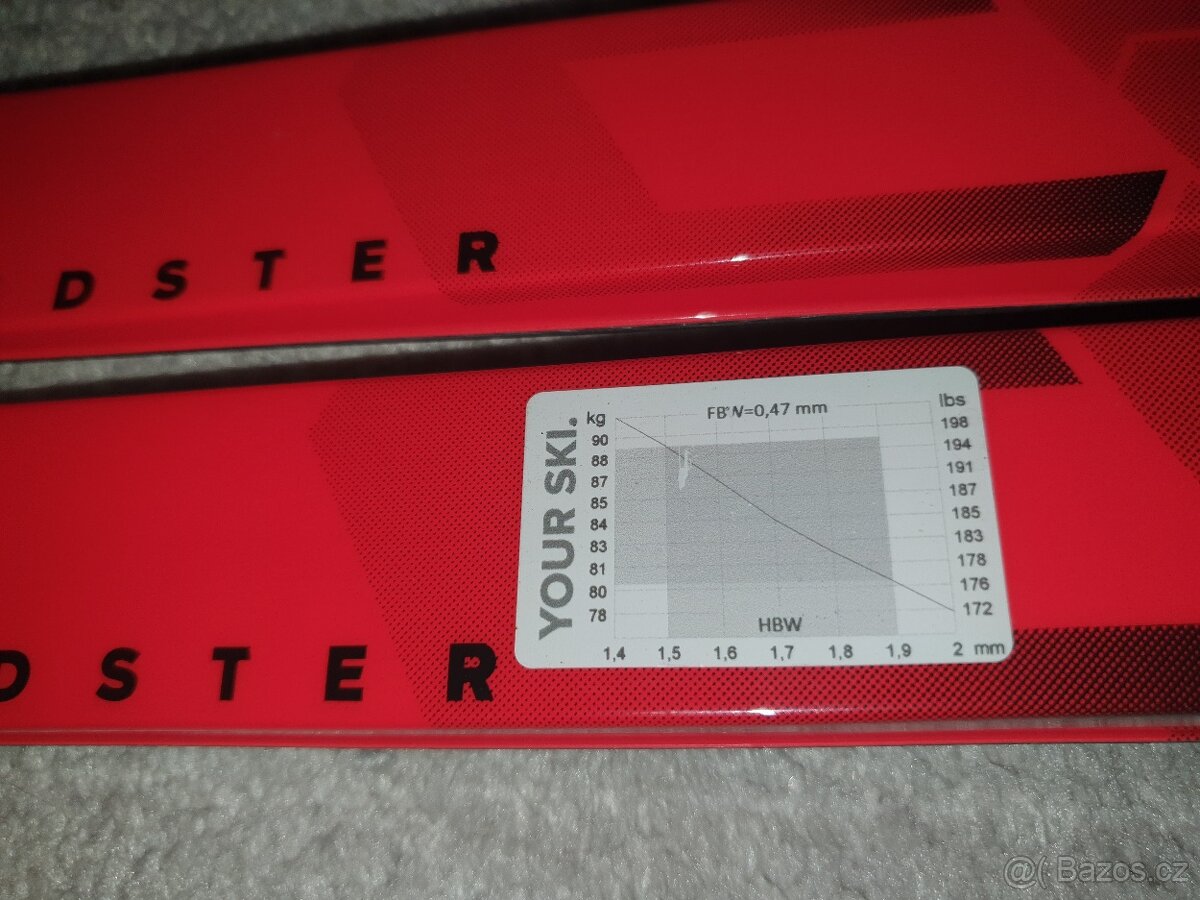 DSTER
DSTER
YOUR SKI.
kg
FBW=0,47 mm
lbs
90
88
87
85
84
83
81
80
78
198
194
191
187
185
183
178
176
172
HBW
1,4 1,5 1,6 1,7 1,8 1,9 2 mm
@( Bazos.cz